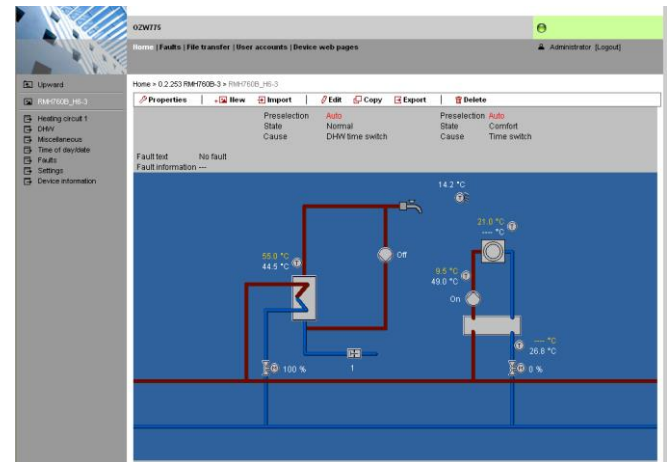 OZW775
Home | Faults | File transfer | User accounts | Device web pages
Administrator [Logout]
Upward
RMH760B_H6-3
Heating circuit 1
DHW
Miscellaneous
Time of day/date
Faults
Settings
Device information
Home » 0.2.253 RMH760B-3 » RMH760B_H6-3
Properties | New Import | Edit Copy Export | Delete
Preselection Auto Preselection Auto
State Normal State Comfort
Cause DHW time switch Cause Time switch
Fault text No fault
Fault information ---
14.2 °C
21.0 °C
---- °C
55.0 °C
44.5 °C
Off
9.5 °C
49.0 °C
On
---- °C
26.8 °C
100 %
1
0 %